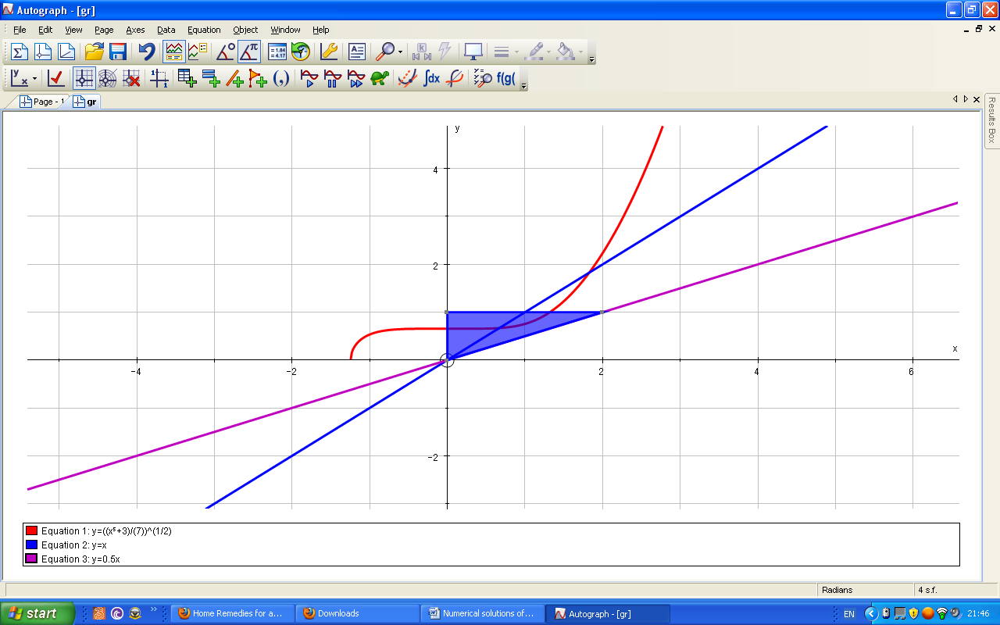 Autograph - [gr]
File Edit View Page Axes Data Equation Object Window Help
Page - 1 gr
Results Box
y
4
2
x
-4 -2 2 4 6
-2
Equation 1: y=((x⁵+3)/(7))^(1/2)
Equation 2: y=x
Equation 3: y=0.5x
Radians 4 s.f.
start Home Remedies for a... Downloads Numerical solutions of... Autograph - [gr] EN 21:46